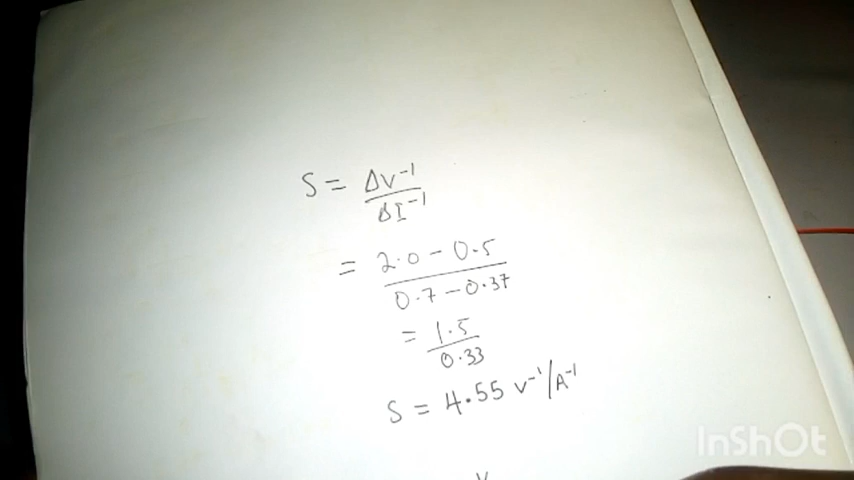 S = ΔV⁻¹/ΔI⁻¹
= 2.0 - 0.5/0.7 - 0.37
= 1.5/0.33
S = 4.55 V⁻¹/A⁻¹
InShOt